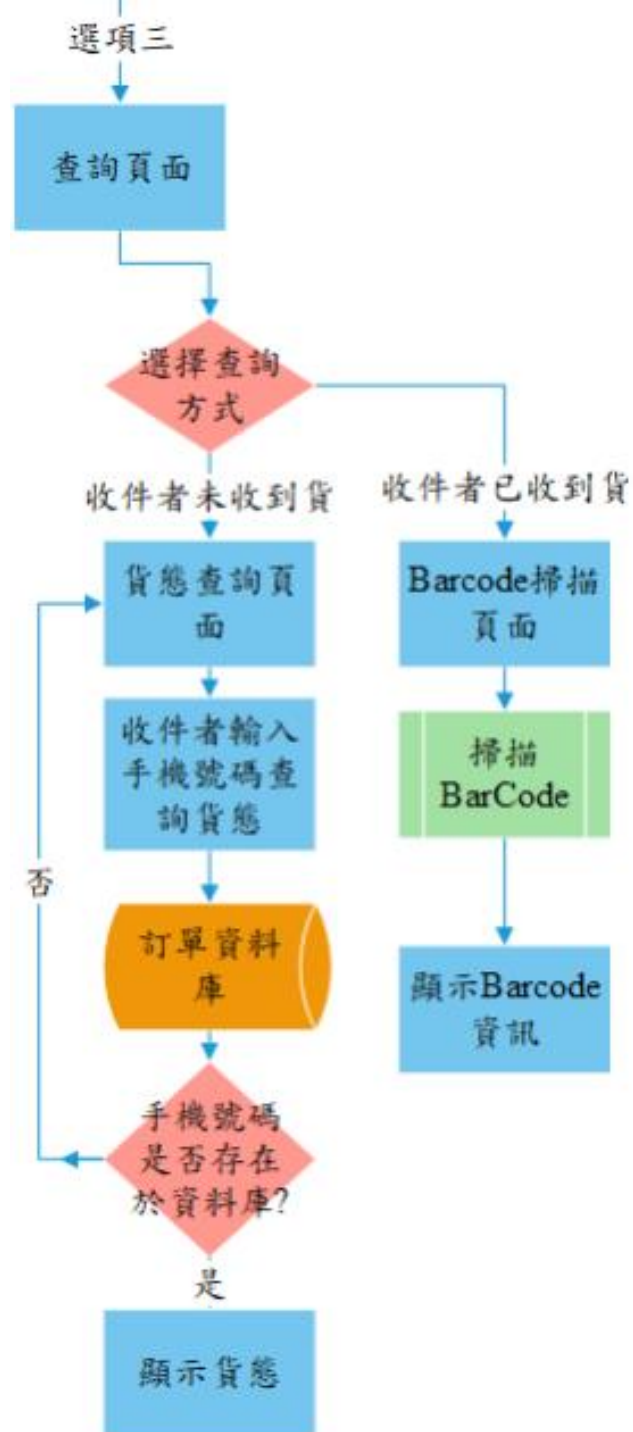 選項三
查詢頁面
選擇查詢
方式
收件者未收到貨
收件者已收到貨
貨態查詢頁
面
Barcode掃描
頁面
收件者輸入
手機號碼查
詢貨態
掃描
BarCode
否
訂單資料
庫
顯示Barcode
資訊
手機號碼
是否存在
於資料庫?
是
顯示貨態